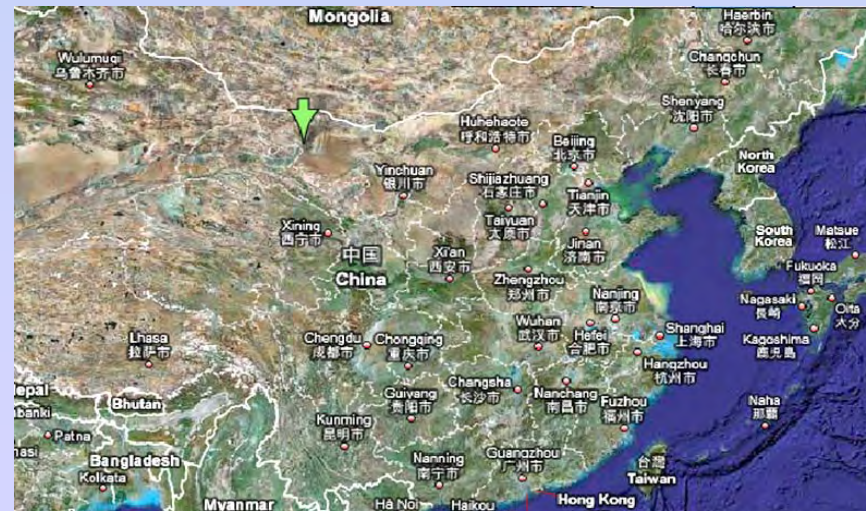 Mongolia
Haerbin
哈尔滨市
Wulumuqi
乌鲁木齐市
Changchun
长春市
Shenyang
沈阳市
Huhehaote
呼和浩特市
Beijing
北京市
North
Korea
Yinchuan
银川市
Shijiazhuang
石家庄市
Tianjin
天津市
Xining
西宁市
Taiyuan
太原市
Jinan
济南市
South
Korea
Matsue
松江
中国
China
Xi'an
西安市
Zhengzhou
郑州市
Fukuoka
福岡
Nanjing
南京市
Nagasaki
長崎
Oita
大分
Lhasa
拉萨市
Chengdu
成都市
Chongqing
重庆市
Wuhan
武汉市
Hefei
合肥市
Shanghai
上海市
Kagoshima
鹿児島
Hangzhou
杭州市
epal
Bhutan
Guiyang
贵阳市
Changsha
长沙市
Nanchang
南昌市
Fuzhou
福州市
Naha
那覇
banki
Patna
nasi
Kunming
昆明市
Bangladesh
Kolkata
Nanning
南宁市
Guangzhou
广州市
台灣
Taiwan
Myanmar
Hà Noi
Haikou
Hong Kong